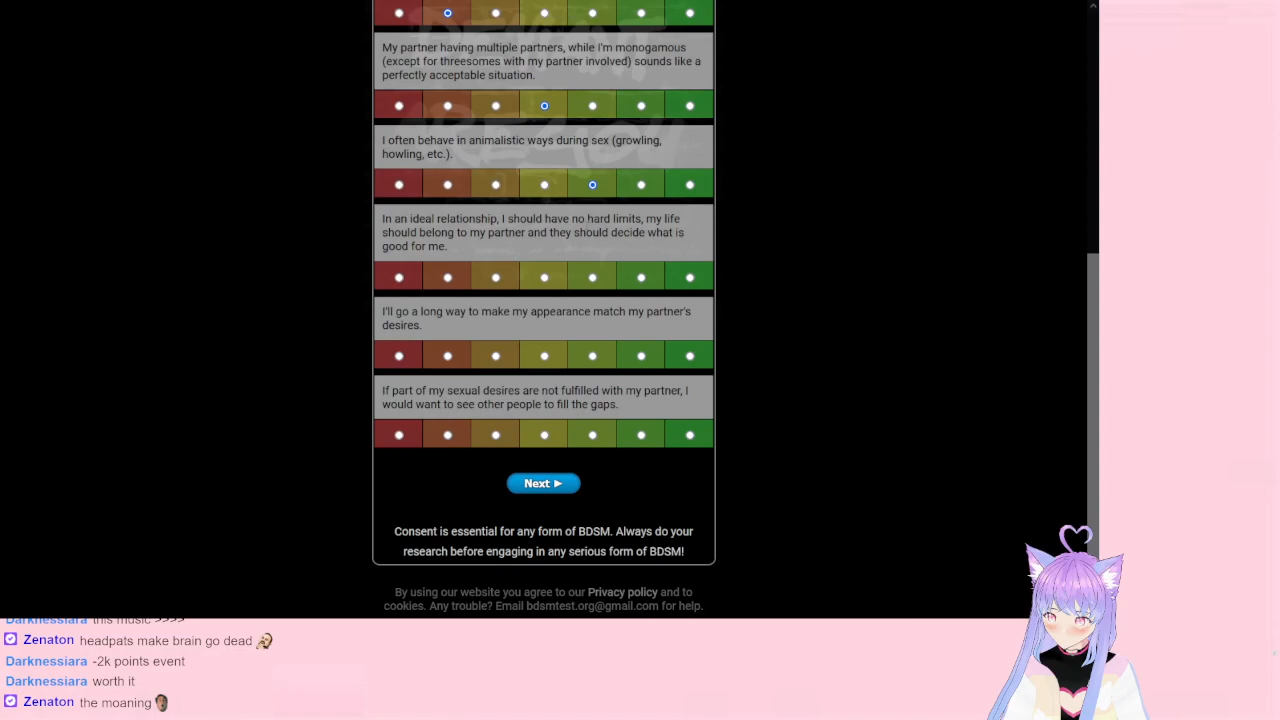 My partner having multiple partners, while I'm monogamous
(except for threesomes with my partner involved) sounds like a
perfectly acceptable situation.
I often behave in animalistic ways during sex (growling,
howling, etc.).
In an ideal relationship, I should have no hard limits, my life
should belong to my partner and they should decide what is
good for me.
I'll go a long way to make my appearance match my partner's
desires.
If part of my sexual desires are not fulfilled with my partner, I
would want to see other people to fill the gaps.
Next ►
Consent is essential for any form of BDSM. Always do your
research before engaging in any serious form of BDSM!
By using our website you agree to our Privacy policy and to
cookies. Any trouble? Email bdsmtest.org@gmail.com for help.
Darknessiara this music >>>>
Zenaton headpats make brain go dead
Darknessiara -2k points event
Darknessiara worth it
Zenaton the moaning